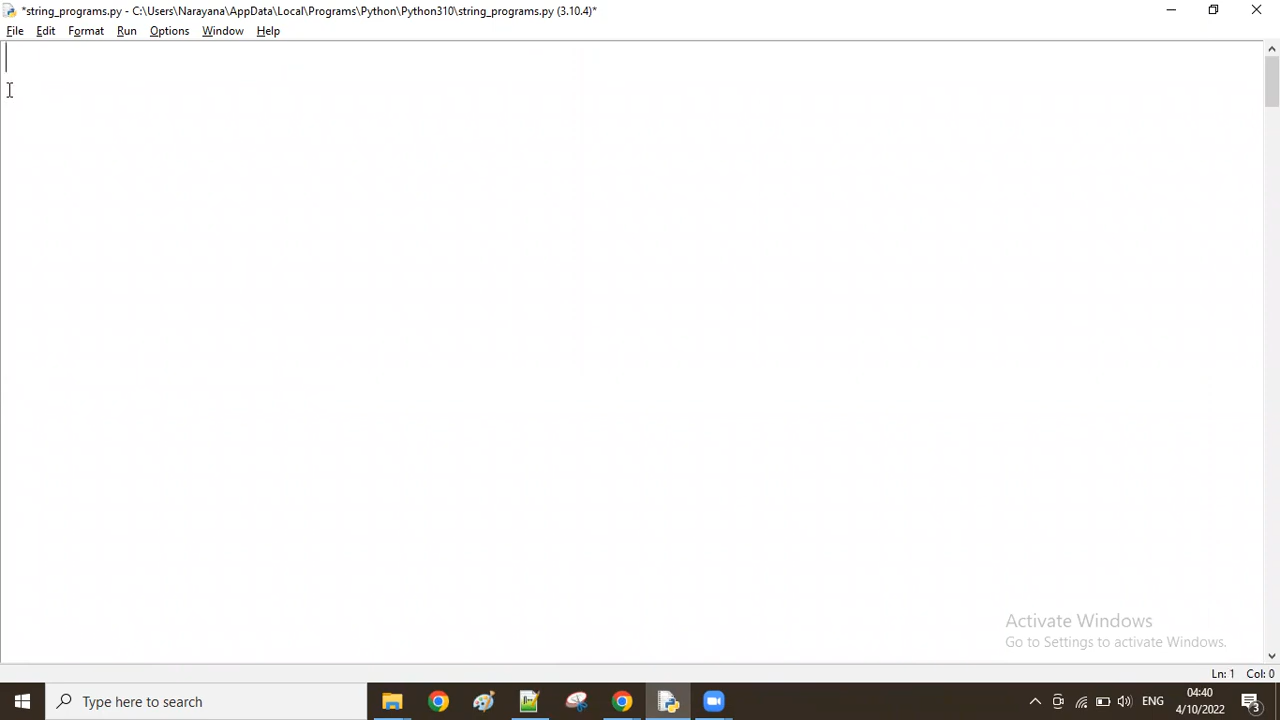 *string_programs.py - C:\Users\Narayana\AppData\Local\Programs\Python\Python310\string_programs.py (3.10.4)*
File Edit Format Run Options Window Help
Activate Windows
Go to Settings to activate Windows.
Ln: 1 Col: 0
Type here to search
ENG
04:40
4/10/2022
3